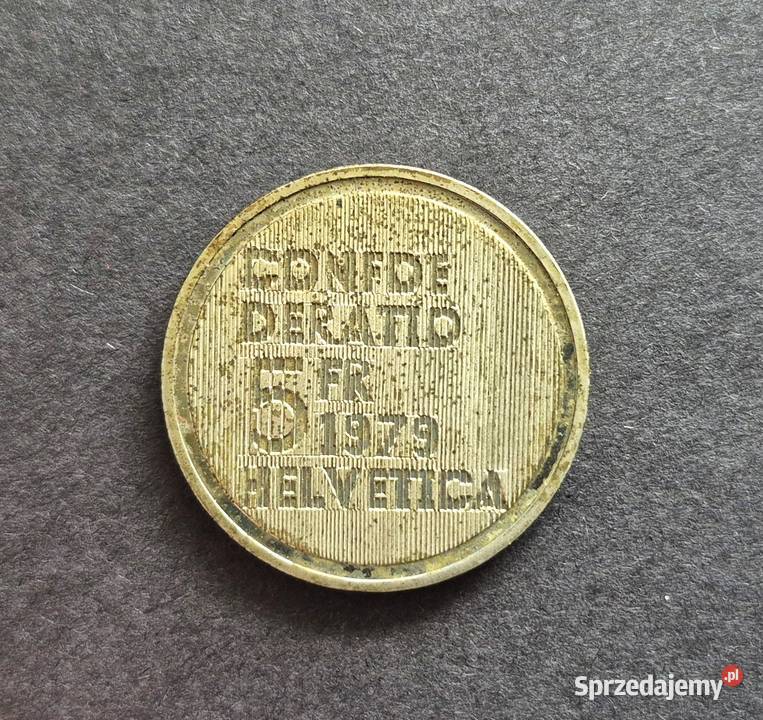 CONFOE
DERATIO
5 FR
1979
HELVETICA
Sprzedajemy.pl